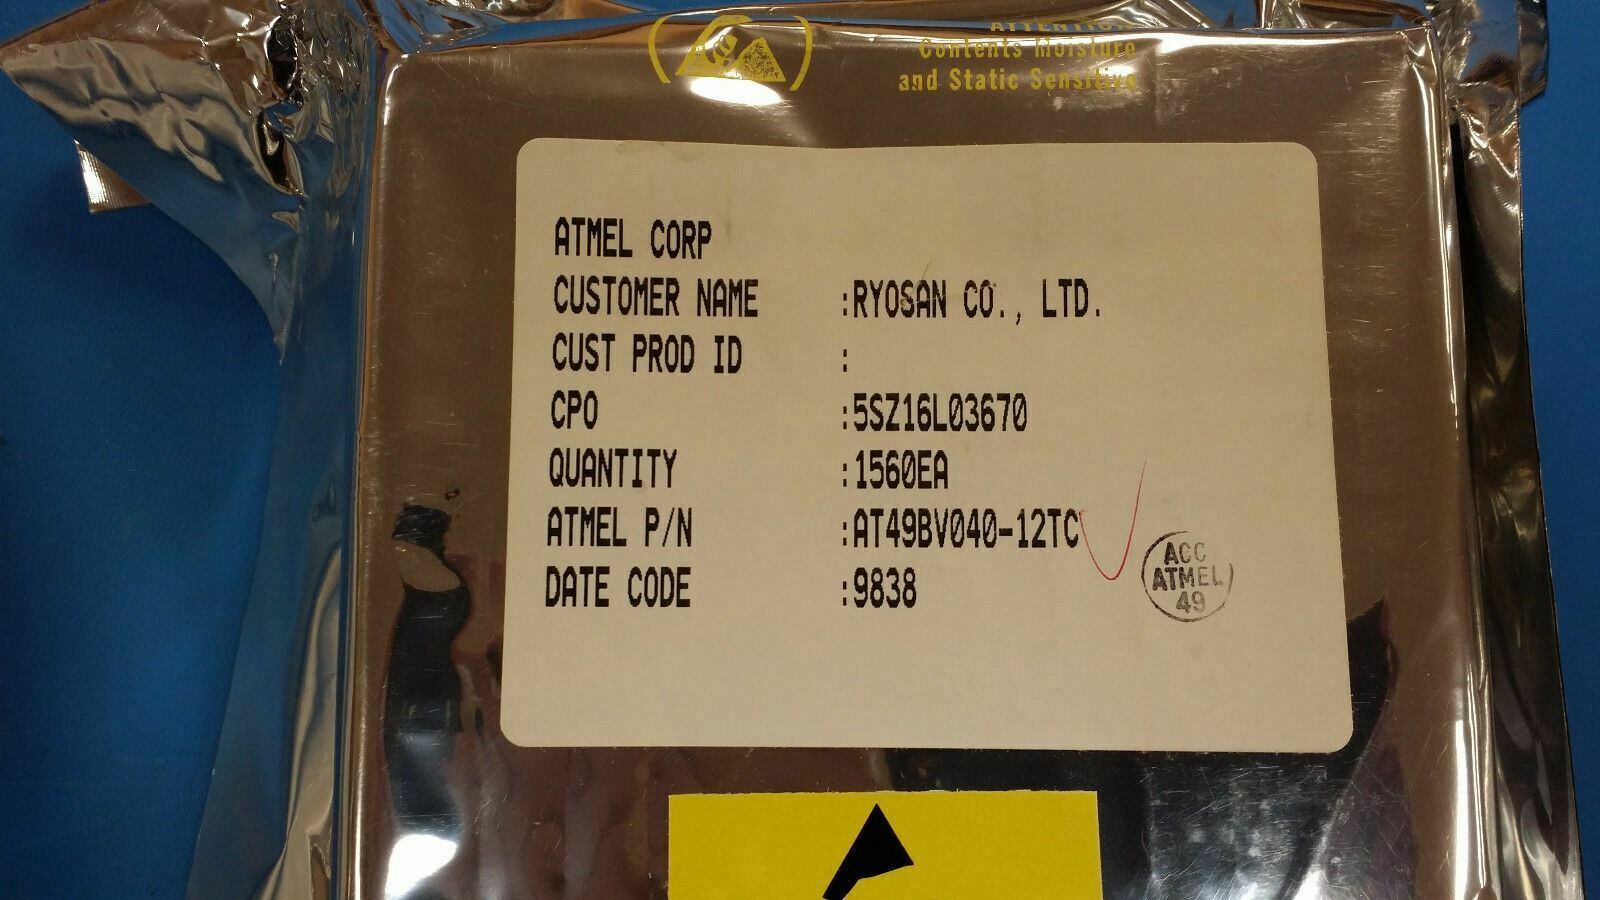 ATTENTION
Contents Moisture
and Static Sensitive
ATMEL CORP
CUSTOMER NAME :RYOSAN CO., LTD.
CUST PROD ID :
CPO :5SZ16L03670
QUANTITY :1560EA
ATMEL P/N :AT49BV040-12TC
DATE CODE :9838
ACC
ATMEL
49